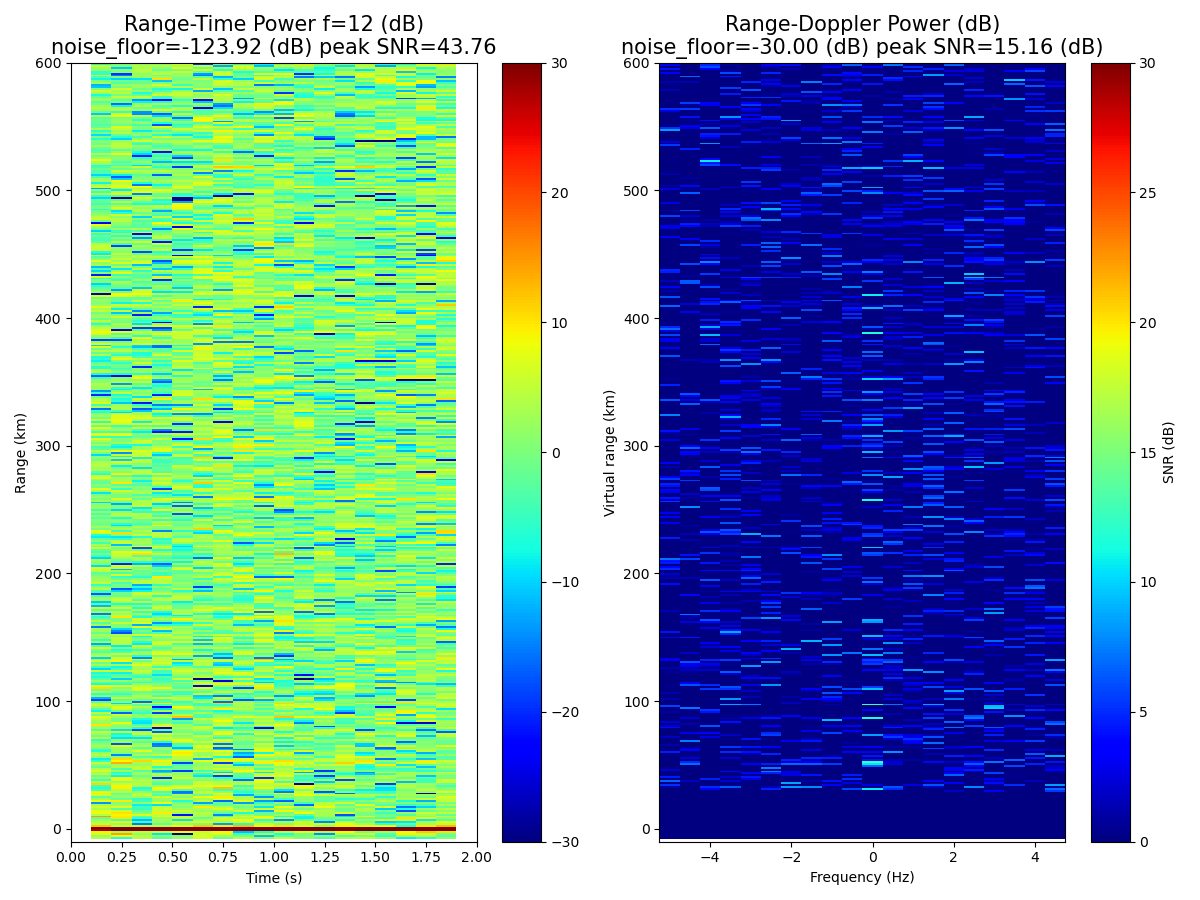 Range-Time Power f=12 (dB)
noise_floor=-123.92 (dB) peak SNR=43.76
Range-Doppler Power (dB)
noise_floor=-30.00 (dB) peak SNR=15.16 (dB)
600
500
400
300
200
100
0
Range (km)
0.00 0.25 0.50 0.75 1.00 1.25 1.50 1.75 2.00
Time (s)
30
20
10
0
−10
−20
−30
600
500
400
300
200
100
0
Virtual range (km)
−4 −2 0 2 4
Frequency (Hz)
30
25
20
15
10
5
0
SNR (dB)